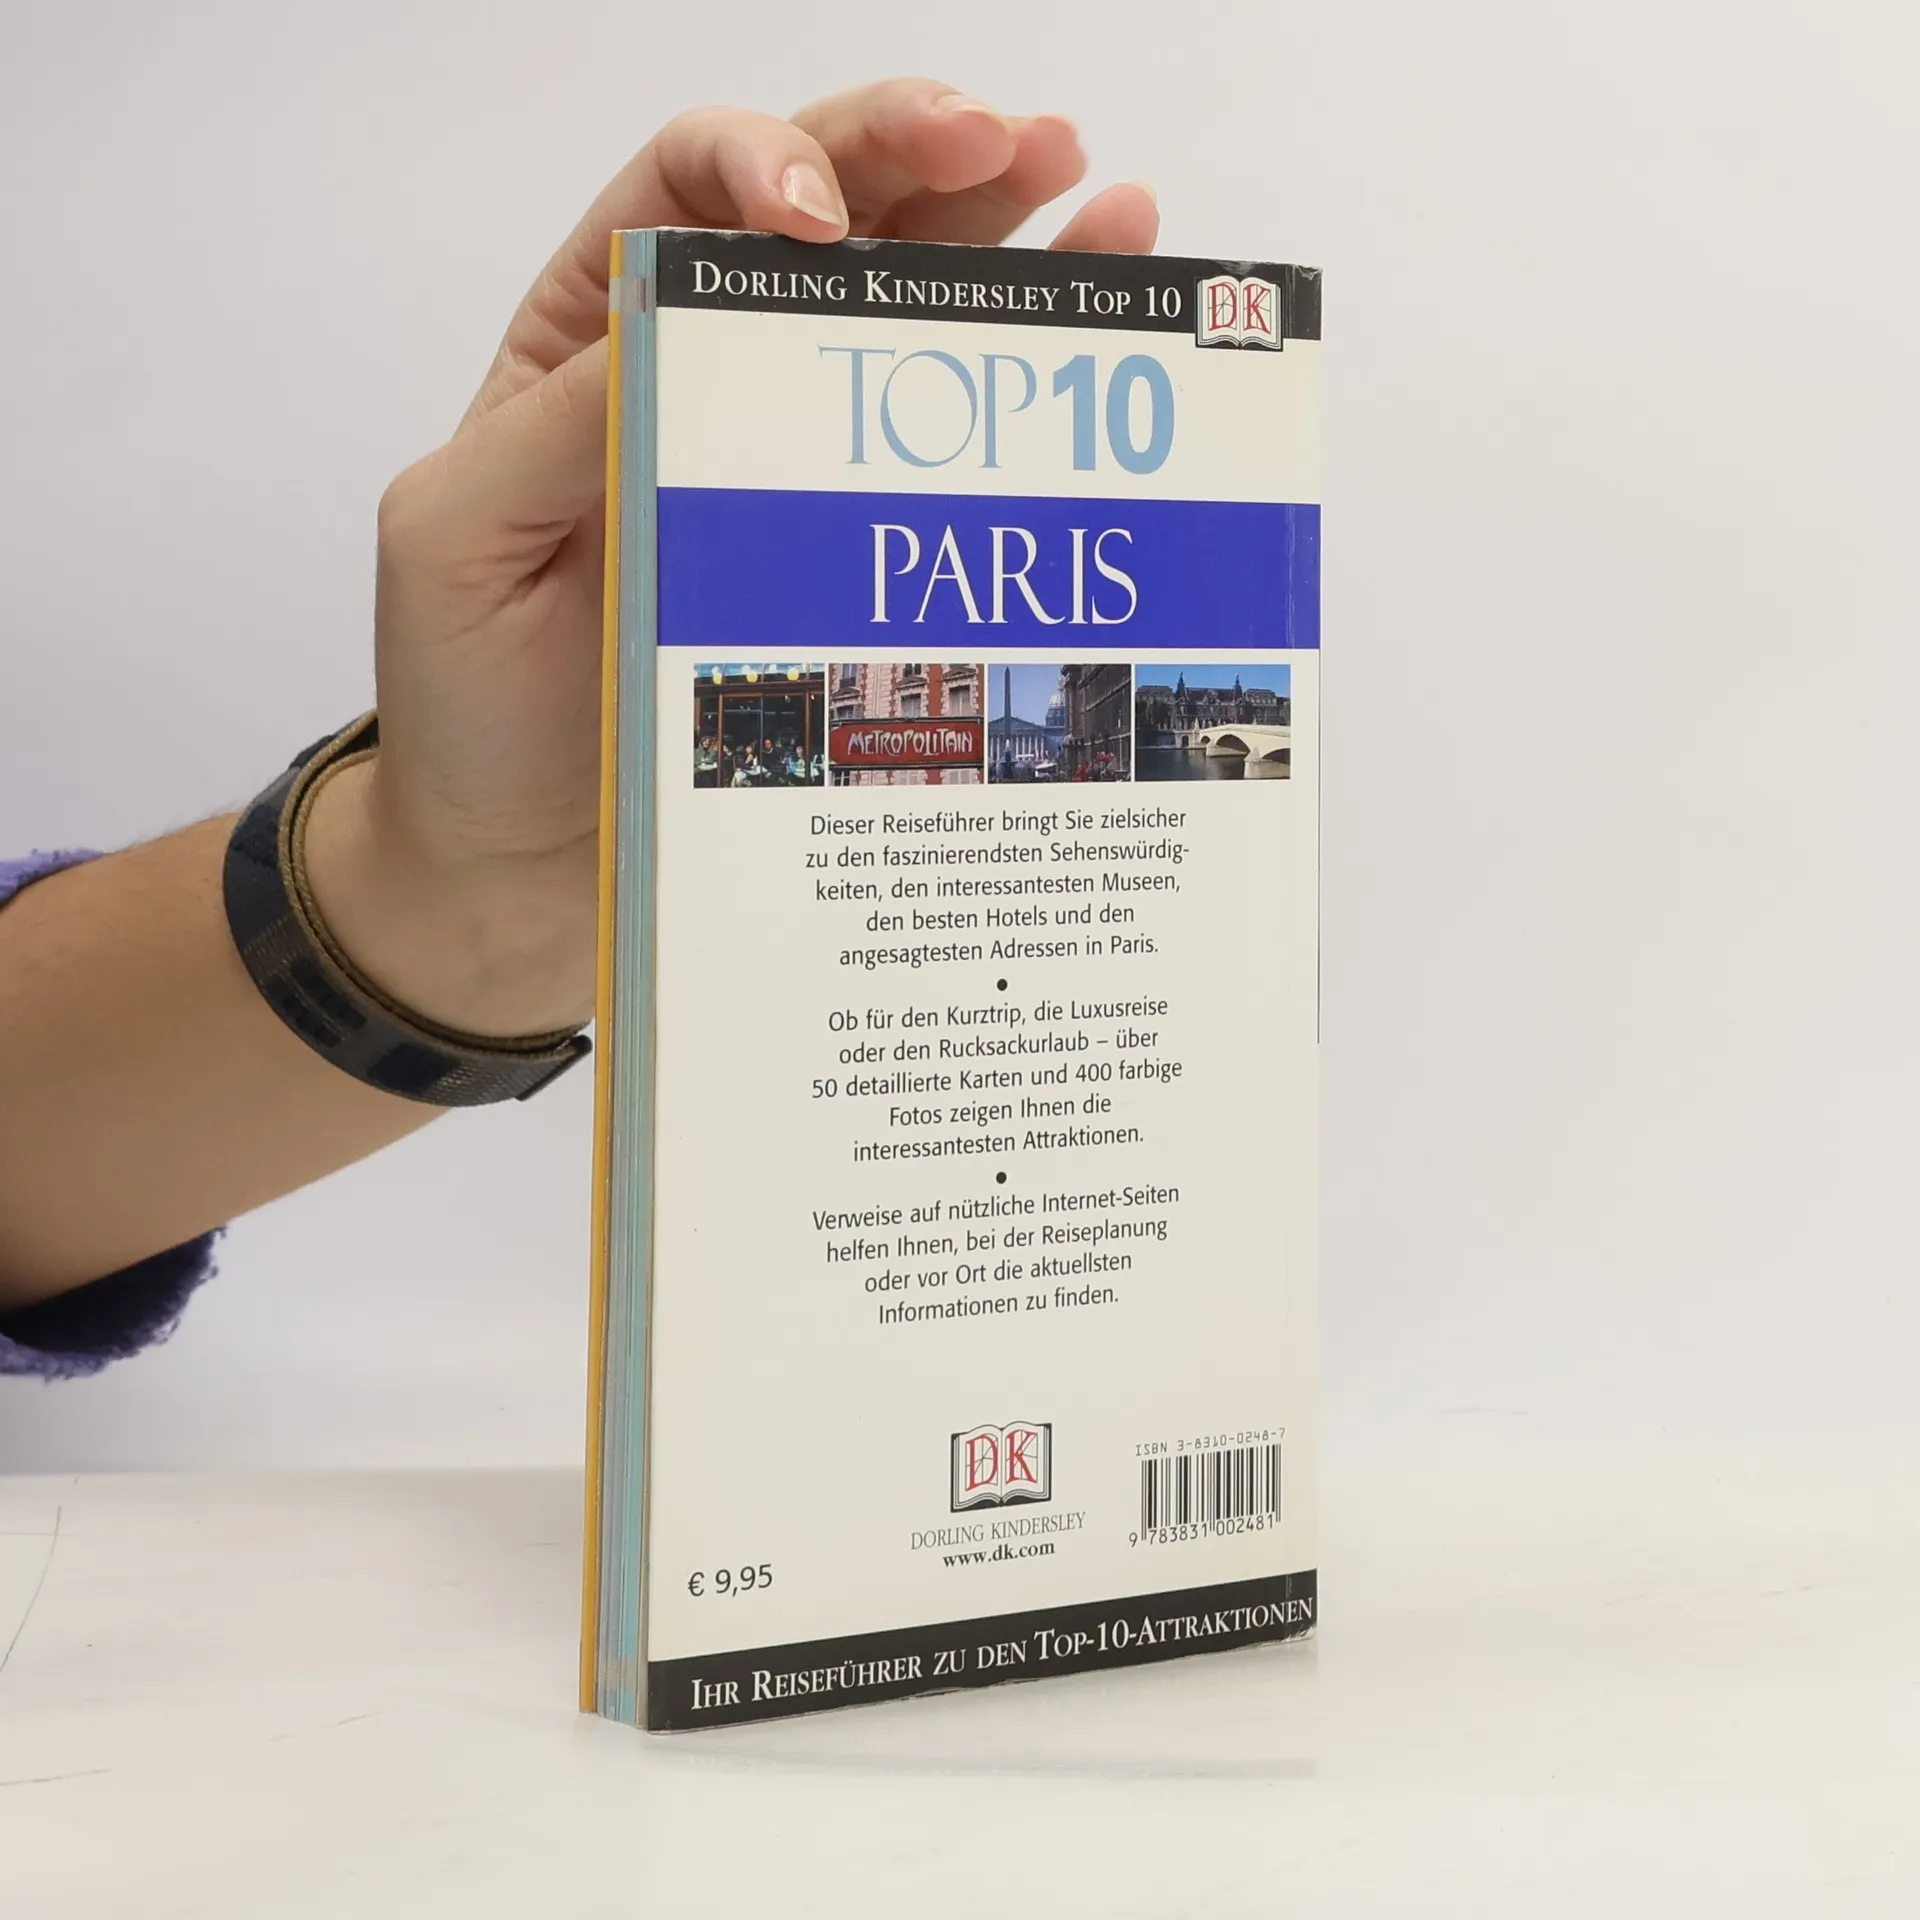 DORLING KINDERSLEY TOP 10
DK
TOP 10
PARIS
METROPOLITAIN
Dieser Reiseführer bringt Sie zielsicher
zu den faszinierendsten Sehenswürdig-
keiten, den interessantesten Museen,
den besten Hotels und den
angesagtesten Adressen in Paris.
•
Ob für den Kurztrip, die Luxusreise
oder den Rucksackurlaub – über
50 detaillierte Karten und 400 farbige
Fotos zeigen Ihnen die
interessantesten Attraktionen.
•
Verweise auf nützliche Internet-Seiten
helfen Ihnen, bei der Reiseplanung
oder vor Ort die aktuellsten
Informationen zu finden.
DK
DORLING KINDERSLEY
www.dk.com
ISBN 3-8310-0248-7
9 783831 002481
€ 9,95
IHR REISEFÜHRER ZU DEN TOP-10-ATTRAKTIONEN